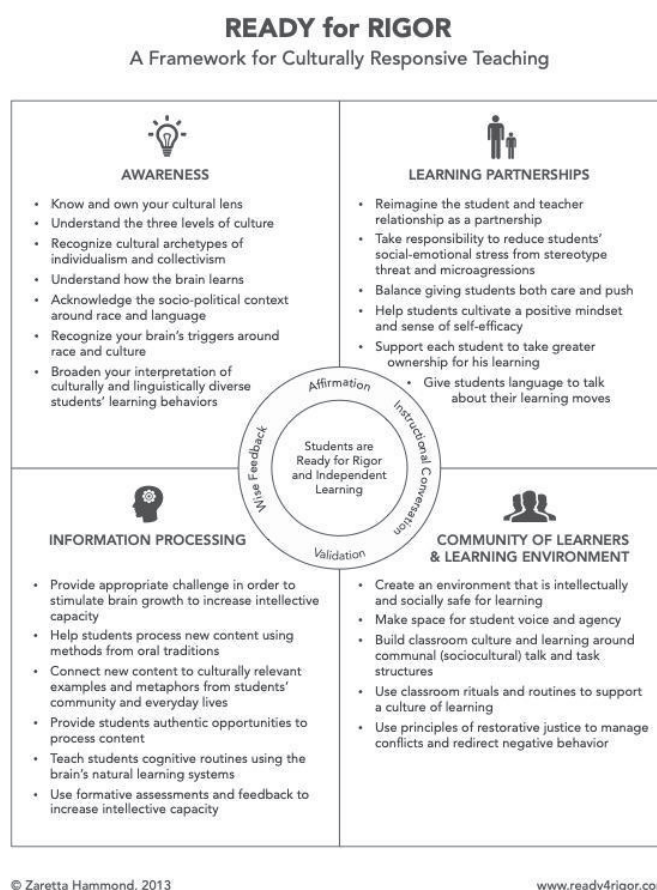 READY for RIGOR
A Framework for Culturally Responsive Teaching
AWARENESS
• Know and own your cultural lens
• Understand the three levels of culture
• Recognize cultural archetypes of
individualism and collectivism
• Understand how the brain learns
• Acknowledge the socio-political context
around race and language
• Recognize your brain's triggers around
race and culture
• Broaden your interpretation of
culturally and linguistically diverse
students' learning behaviors
LEARNING PARTNERSHIPS
• Reimagine the student and teacher
relationship as a partnership
• Take responsibility to reduce students'
social-emotional stress from stereotype
threat and microagressions
• Balance giving students both care and push
• Help students cultivate a positive mindset
and sense of self-efficacy
• Support each student to take greater
ownership for his learning
• Give students language to talk
about their learning moves
Affirmation
Instructional Conversation
Validation
Wise Feedback
Students are
Ready for Rigor
and Independent
Learning
INFORMATION PROCESSING
• Provide appropriate challenge in order to
stimulate brain growth to increase intellective
capacity
• Help students process new content using
methods from oral traditions
• Connect new content to culturally relevant
examples and metaphors from students'
community and everyday lives
• Provide students authentic opportunities to
process content
• Teach students cognitive routines using the
brain's natural learning systems
• Use formative assessments and feedback to
increase intellective capacity
COMMUNITY OF LEARNERS
& LEARNING ENVIRONMENT
• Create an environment that is intellectually
and socially safe for learning
• Make space for student voice and agency
• Build classroom culture and learning around
communal (sociocultural) talk and task
structures
• Use classroom rituals and routines to support
a culture of learning
• Use principles of restorative justice to manage
conflicts and redirect negative behavior
© Zaretta Hammond, 2013
www.ready4rigor.co